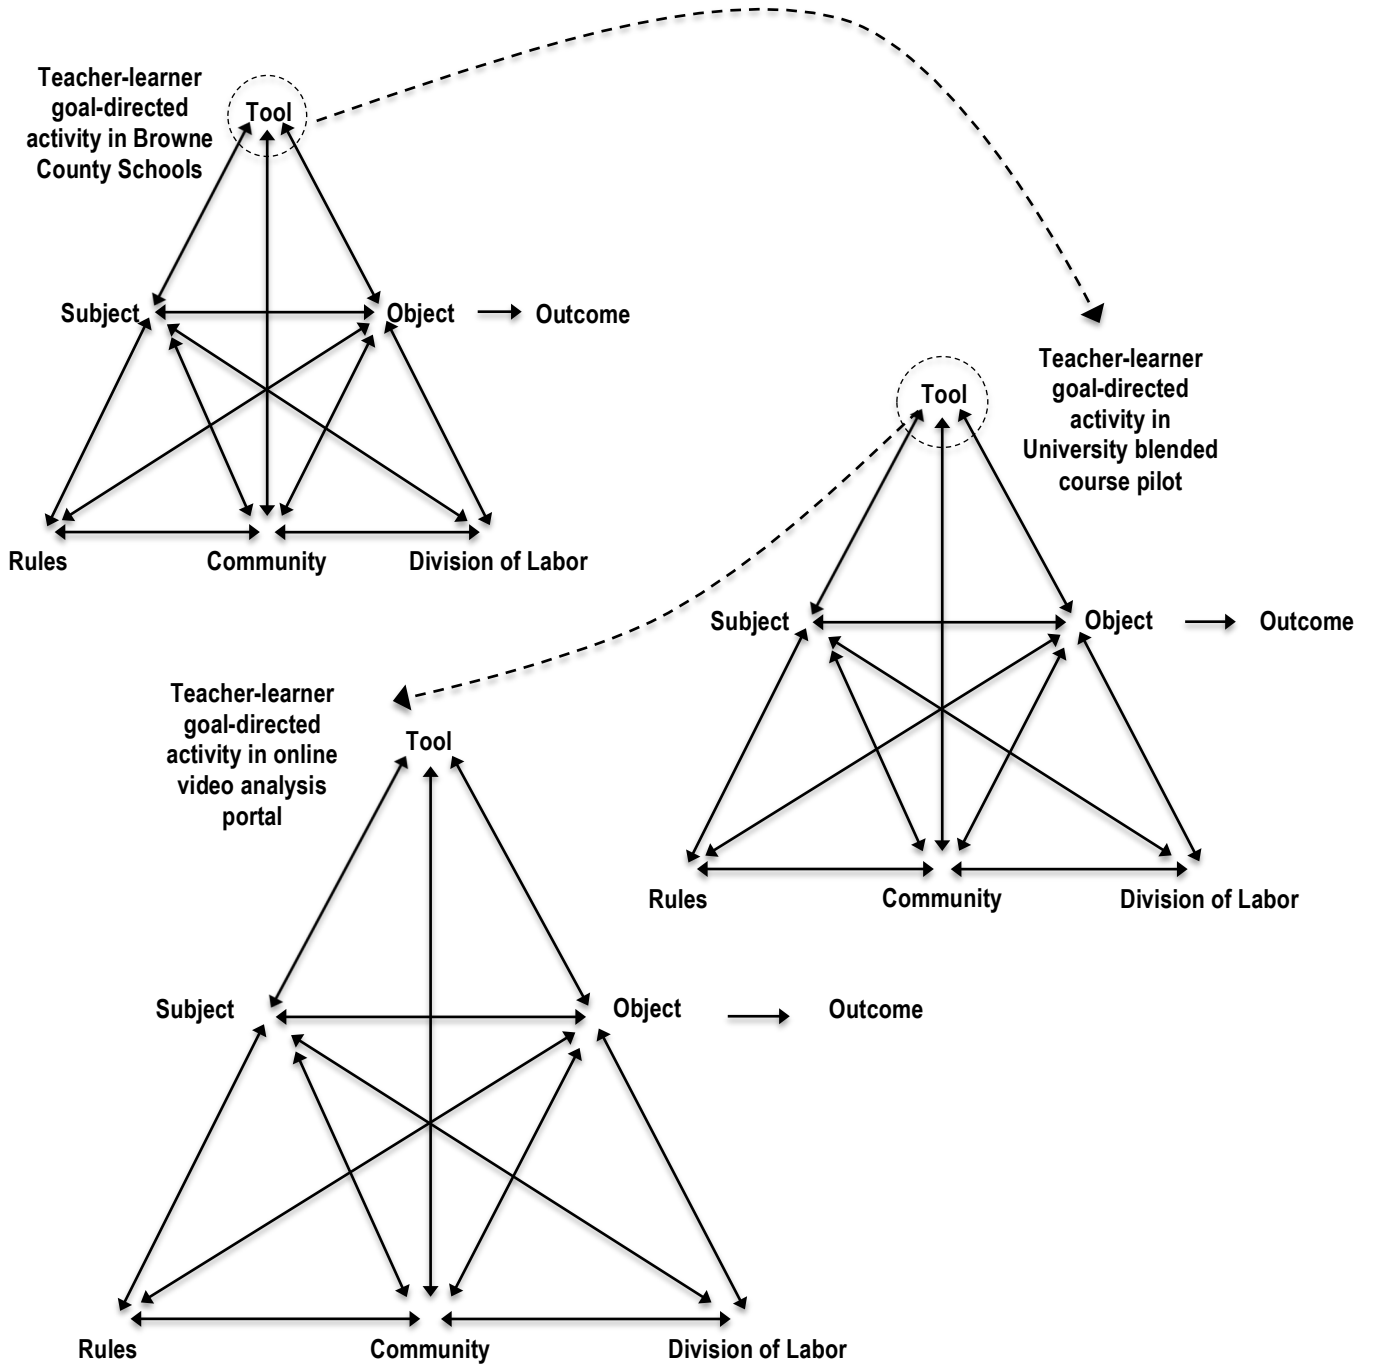 Teacher-learner
goal-directed
activity in Browne
County Schools
Tool
Subject
Object
Outcome
Rules
Community
Division of Labor
Teacher-learner
goal-directed
activity in
University blended
course pilot
Tool
Subject
Object
Outcome
Rules
Community
Division of Labor
Teacher-learner
goal-directed
activity in online
video analysis
portal
Tool
Subject
Object
Outcome
Rules
Community
Division of Labor